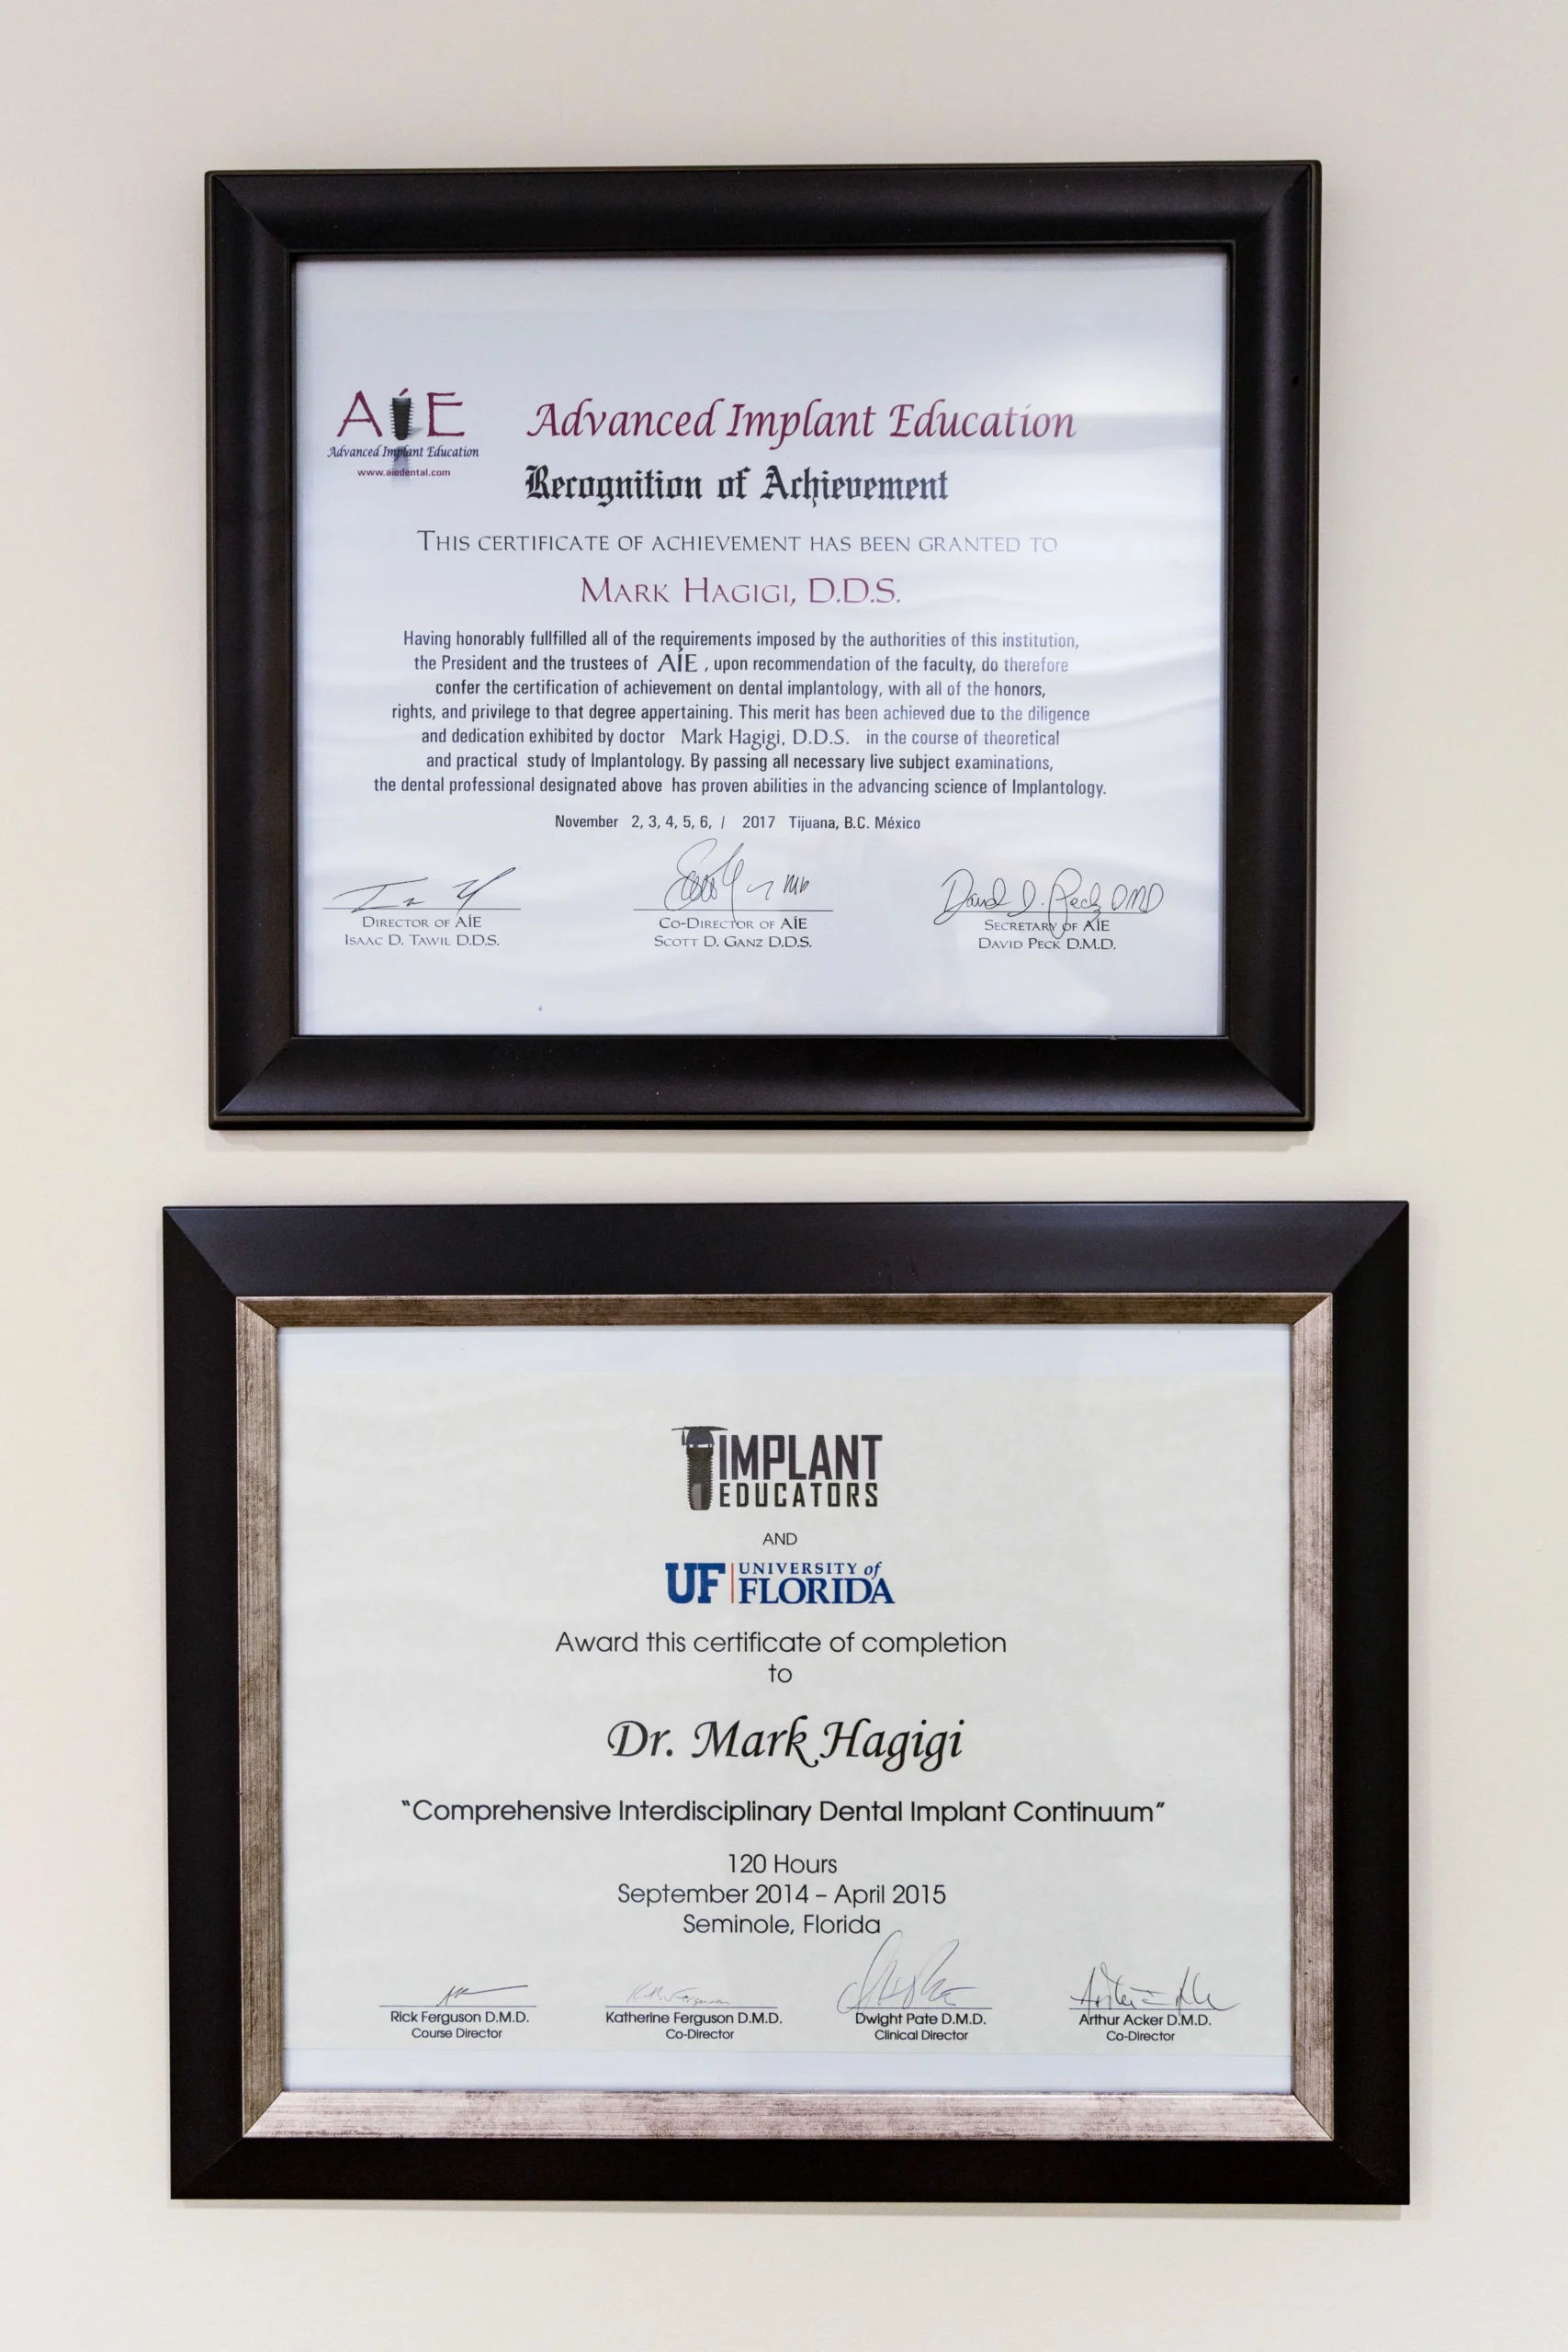 AÍE
Advanced Implant Education
www.aiedental.com
Advanced Implant Education
Recognition of Achievement
THIS CERTIFICATE OF ACHIEVEMENT HAS BEEN GRANTED TO
MARK HAGIGI, D.D.S.
Having honorably fullfilled all of the requirements imposed by the authorities of this institution,
the President and the trustees of AÍE , upon recommendation of the faculty, do therefore
confer the certification of achievement on dental implantology, with all of the honors,
rights, and privilege to that degree appertaining. This merit has been achieved due to the diligence
and dedication exhibited by doctor Mark Hagigi, D.D.S. in the course of theoretical
and practical study of Implantology. By passing all necessary live subject examinations,
the dental professional designated above has proven abilities in the advancing science of Implantology.
November 2, 3, 4, 5, 6, / 2017 Tijuana, B.C. México
David D. Peck DMD
DIRECTOR OF AÍE
ISAAC D. TAWIL D.D.S.
CO-DIRECTOR OF AÍE
SCOTT D. GANZ D.D.S.
SECRETARY OF AÍE
DAVID PECK D.M.D.
IMPLANT
EDUCATORS
AND
UF UNIVERSITY of
FLORIDA
Award this certificate of completion
to
Dr. Mark Hagigi
“Comprehensive Interdisciplinary Dental Implant Continuum”
120 Hours
September 2014 – April 2015
Seminole, Florida
Rick Ferguson D.M.D.
Course Director
Katherine Ferguson D.M.D.
Co-Director
Dwight Pate D.M.D.
Clinical Director
Arthur Acker D.M.D.
Co-Director